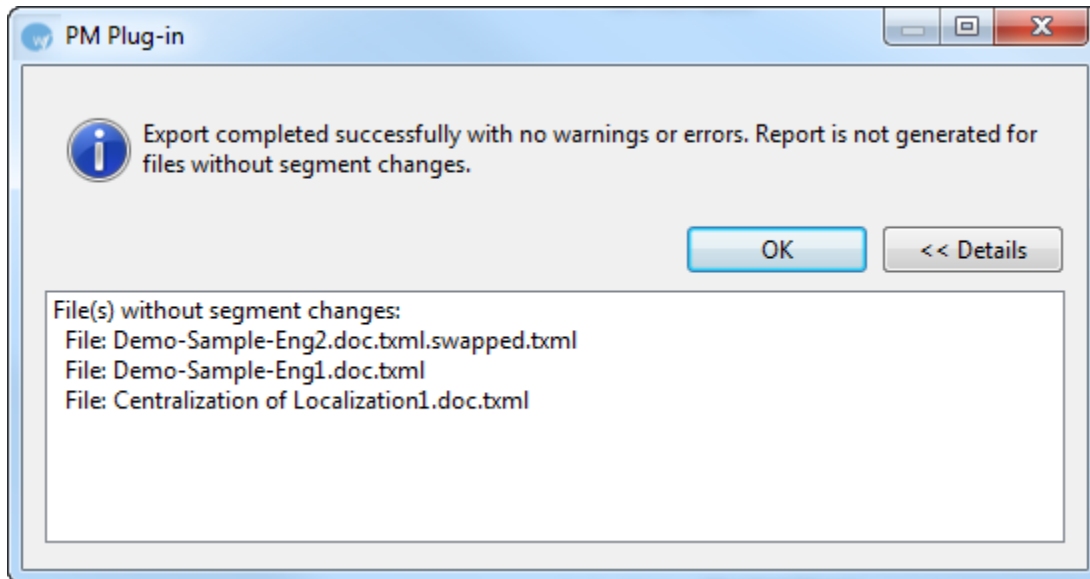 PM Plug-in
Export completed successfully with no warnings or errors. Report is not generated for
files without segment changes.
OK
<< Details
File(s) without segment changes:
File: Demo-Sample-Eng2.doc.txml.swapped.txml
File: Demo-Sample-Eng1.doc.txml
File: Centralization of Localization1.doc.txml